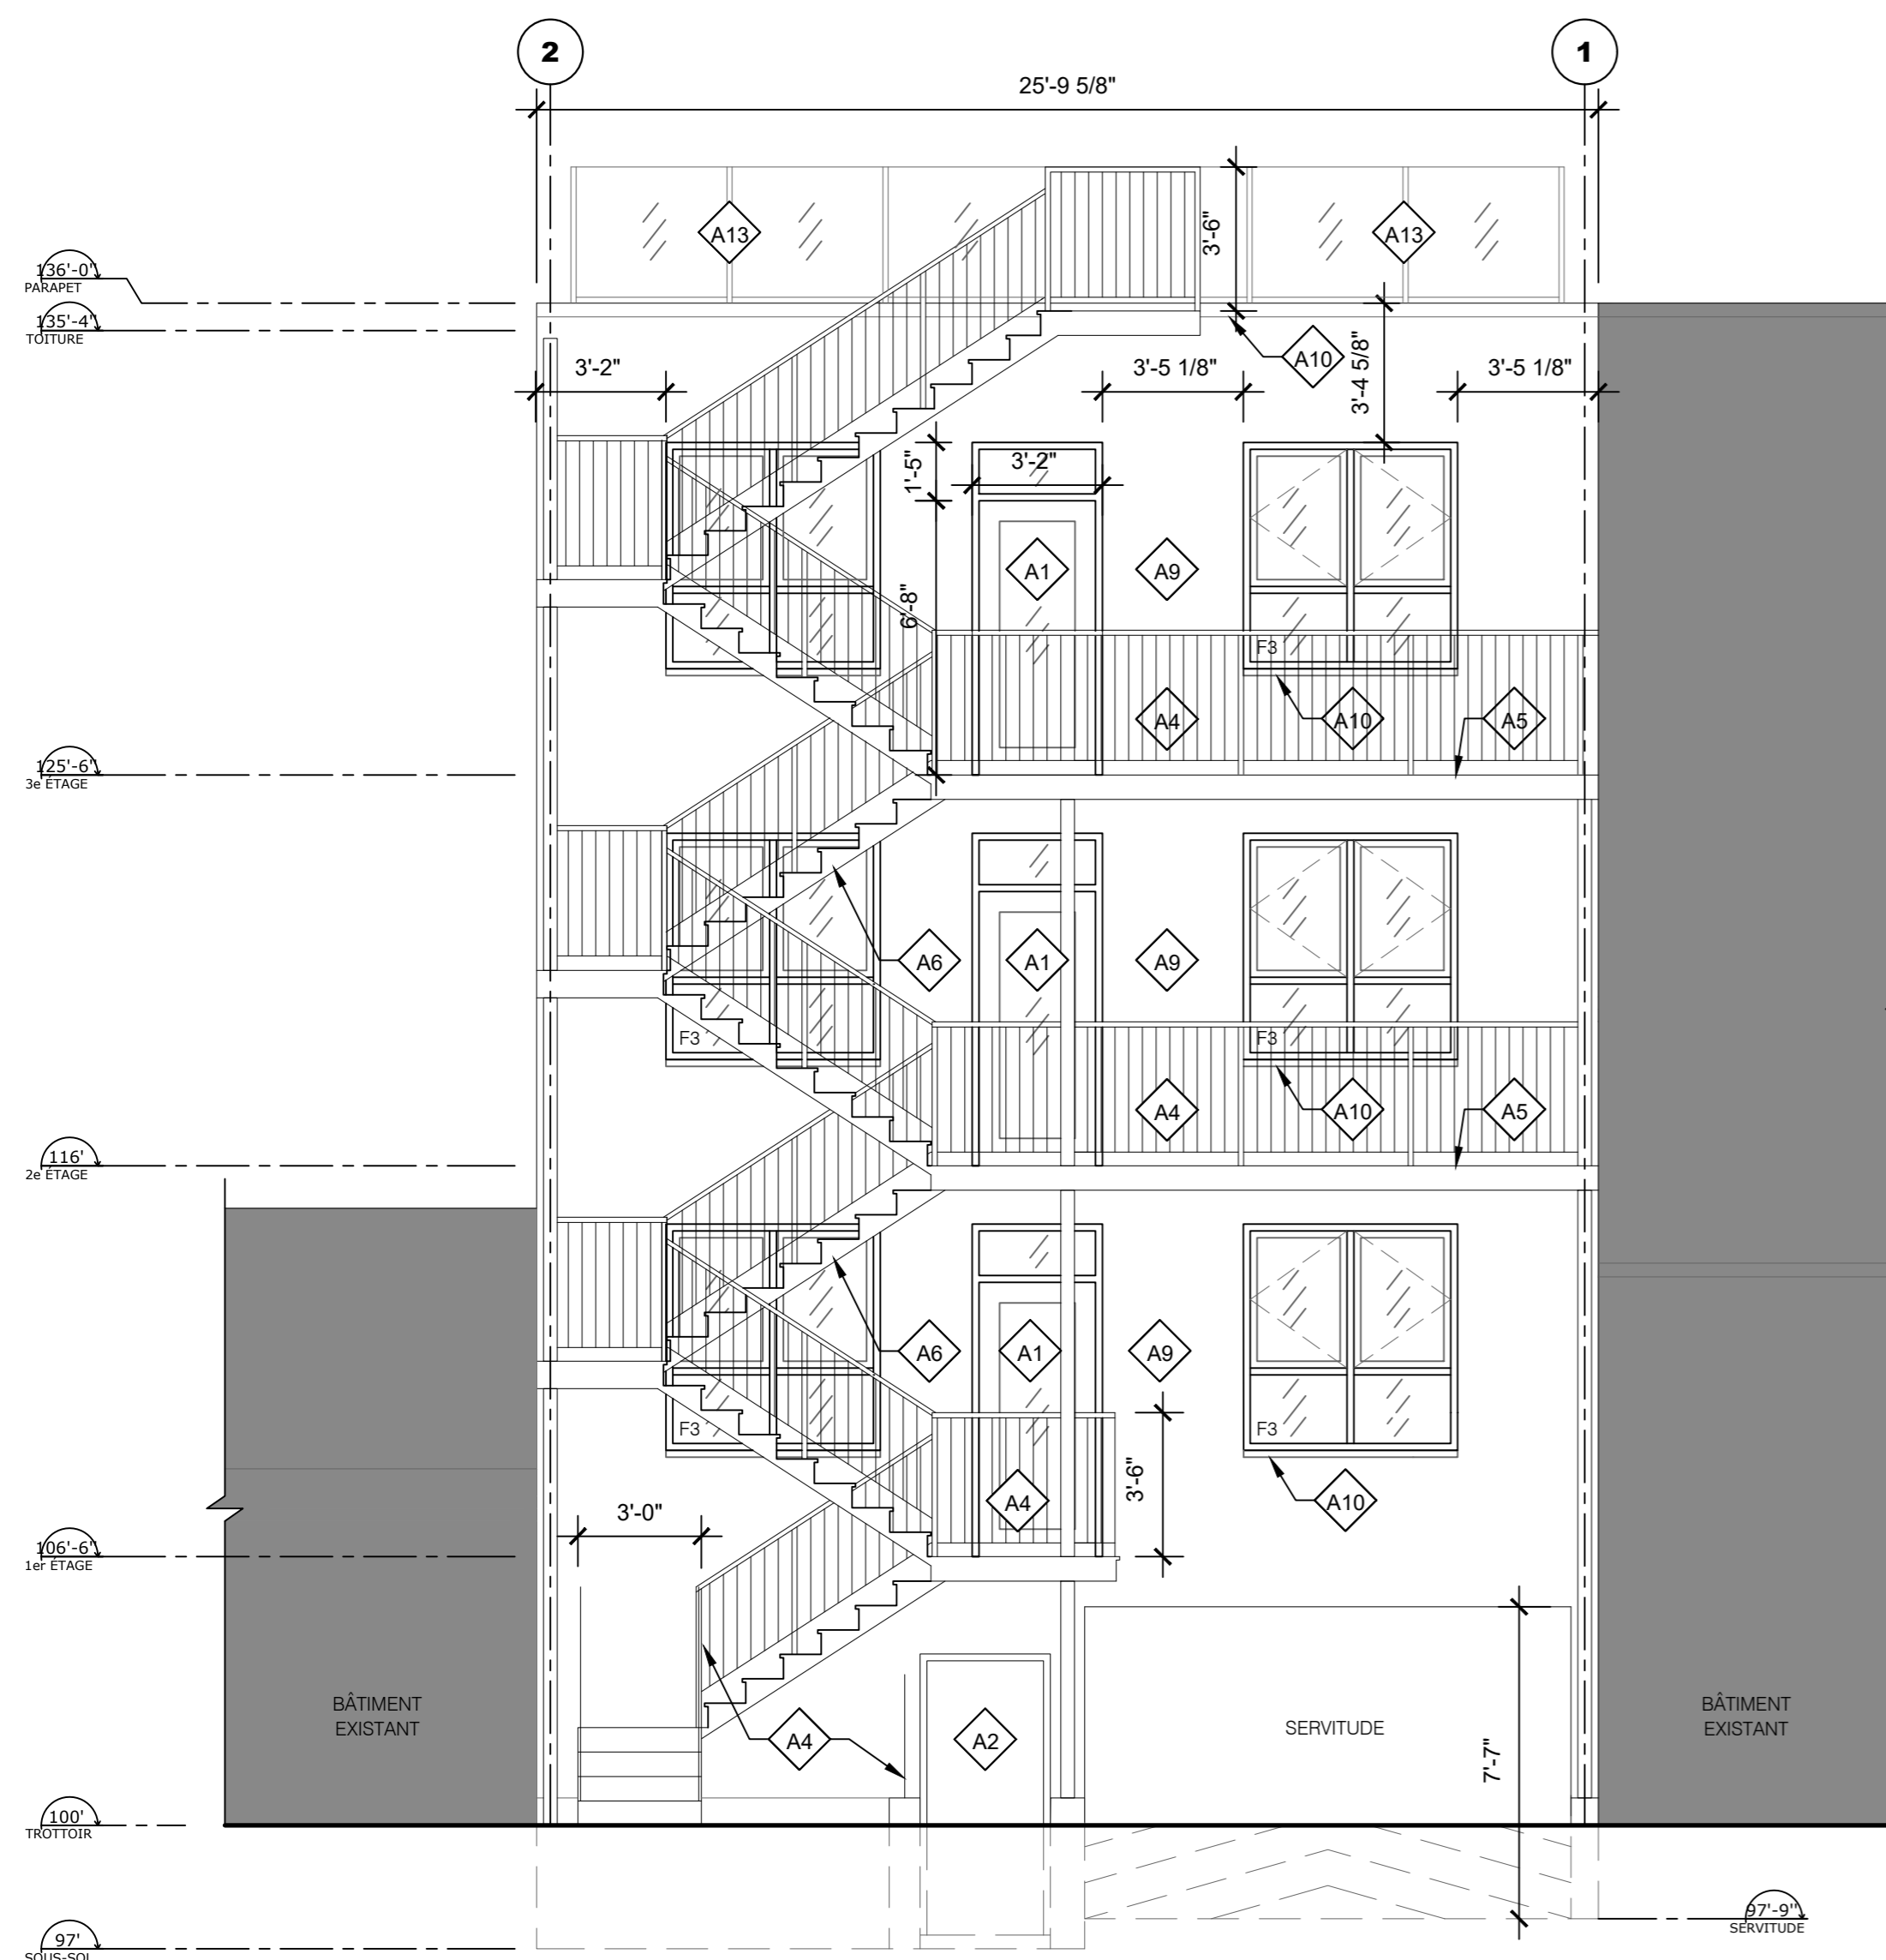 2
1
25'-9 5/8"
A13
A13
3'-6"
136'-0"
PARAPET
135'-4"
TOITURE
A10
3'-2"
3'-5 1/8"
3'-4 5/8"
3'-5 1/8"
1'-5"
3'-2"
A1
A9
6'-8"
F3
A4
A10
A5
125'-6"
3e ÉTAGE
A6
A1
A9
F3
F3
A4
A10
A5
116'
2e ÉTAGE
A6
A1
A9
F3
F3
3'-6"
A4
A10
3'-0"
106'-6"
1er ÉTAGE
BÂTIMENT
EXISTANT
A4
A2
SERVITUDE
7'-7"
BÂTIMENT
EXISTANT
100'
TROTTOIR
97'-9"
SERVITUDE
97'
SOUS-SOL